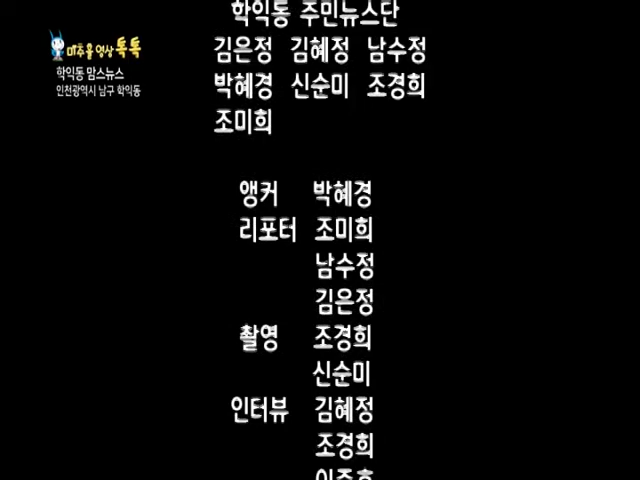 미추홀 영상 톡톡
학익동 맘스뉴스
인천광역시 남구 학익동
학익동 주민뉴스단
김은정 김혜정 남수정
박혜경 신순미 조경희
조미희
앵커 박혜경
리포터 조미희
남수정
김은정
촬영 조경희
신순미
인터뷰 김혜정
조경희